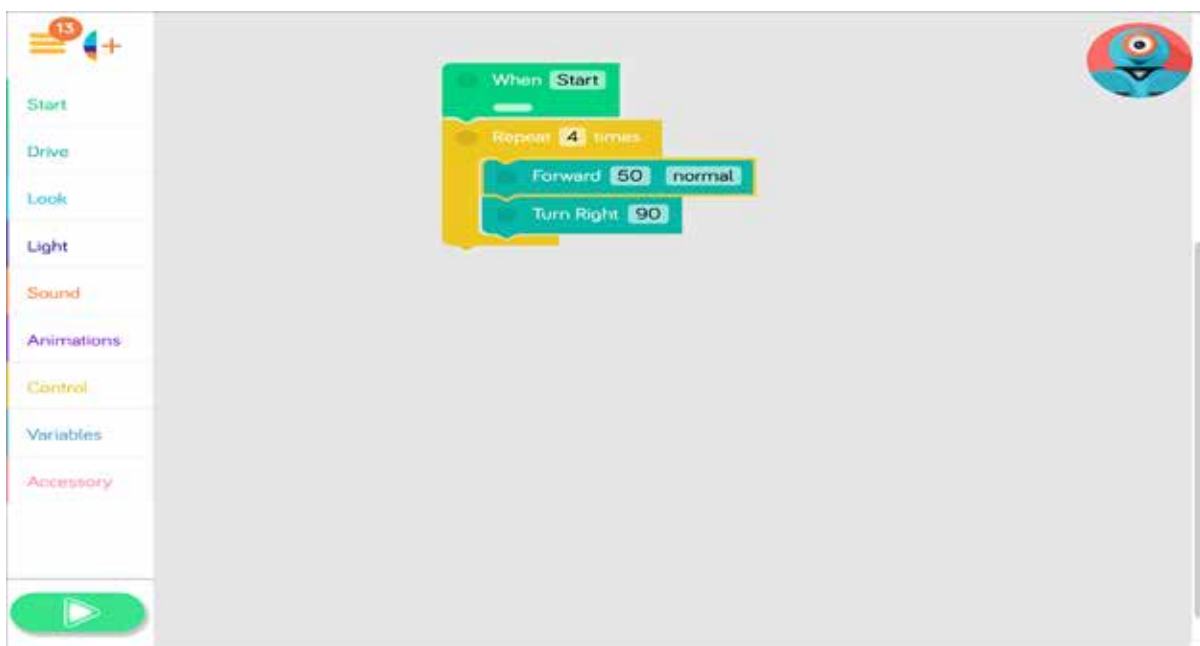 13
Start
Drive
Look
Light
Sound
Animations
Control
Variables
Accessory
When Start
Repeat 4 times
Forward 50 normal
Turn Right 90